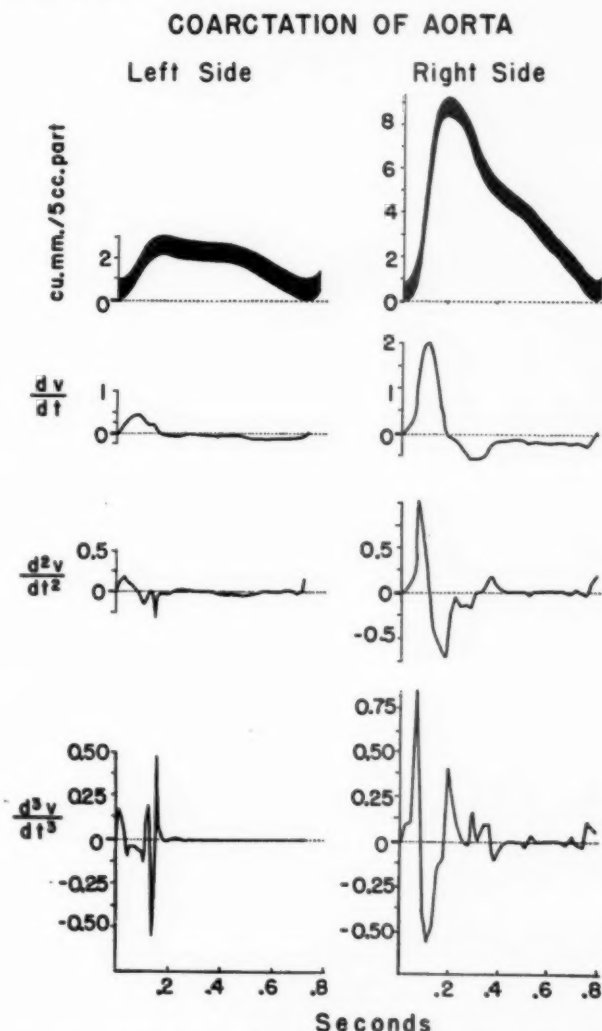 COARCTATION OF AORTA
Left Side Right Side
cu.mm./5cc.part
2
0
8
6
4
2
0
dv
dt
1
0
2
1
0
d2v
dt2
0.5
0
0.5
0
-0.5
d3v
dt3
0.50
0.25
0
-0.25
-0.50
0.75
0.50
0.25
0
-0.25
-0.50
.2 .4 .6 .8 .2 .4 .6 .8
Seconds